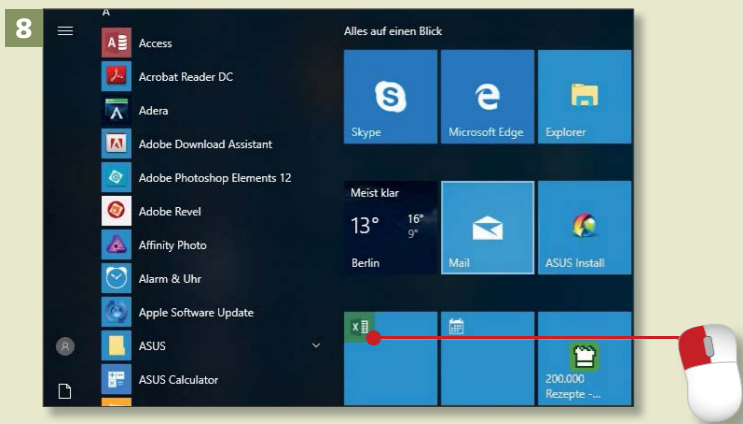 8
A
Access
Acrobat Reader DC
Adera
Adobe Download Assistant
Adobe Photoshop Elements 12
Adobe Revel
Affinity Photo
Alarm & Uhr
Apple Software Update
ASUS
ASUS Calculator
Alles auf einen Blick
Skype
Microsoft Edge
Explorer
Meist klar
13° 16°
9°
Berlin
Mail
ASUS Install
200.000
Rezepte -...